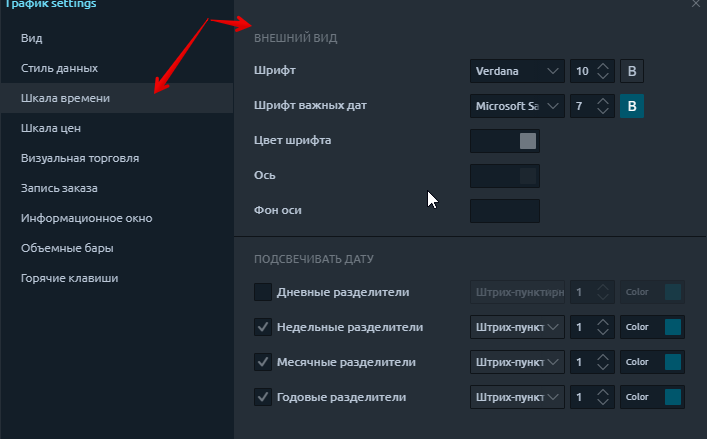 График settings
Вид
Стиль данных
Шкала времени
Шкала цен
Визуальная торговля
Запись заказа
Информационное окно
Объемные бары
Горячие клавиши
ВНЕШНИЙ ВИД
Шрифт Verdana 10 B
Шрифт важных дат Microsoft Sa 7 B
Цвет шрифта
Ось
Фон оси
ПОДСВЕЧИВАТЬ ДАТУ
Дневные разделители Штрих-пунктирн 1 Color
Недельные разделители Штрих-пункт 1 Color
Месячные разделители Штрих-пункт 1 Color
Годовые разделители Штрих-пункт 1 Color